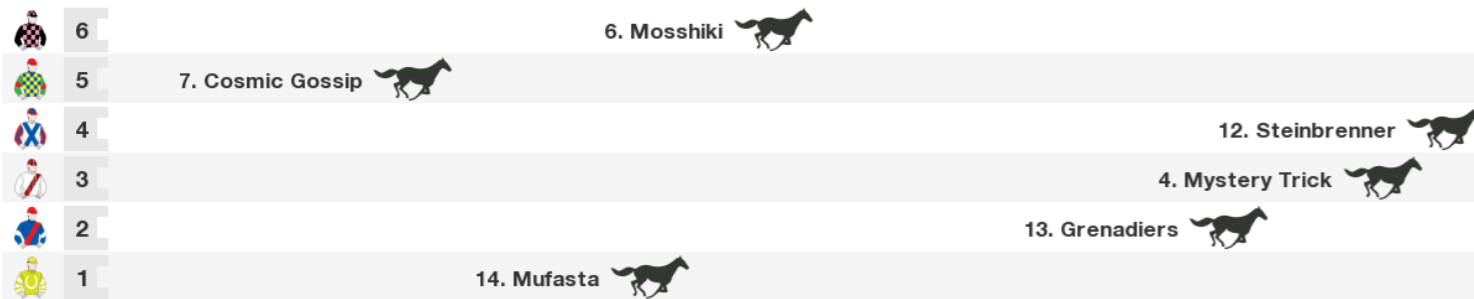 6 6. Mosshiki
5 7. Cosmic Gossip
4 12. Steinbrenner
3 4. Mystery Trick
2 13. Grenadiers
1 14. Mufasta